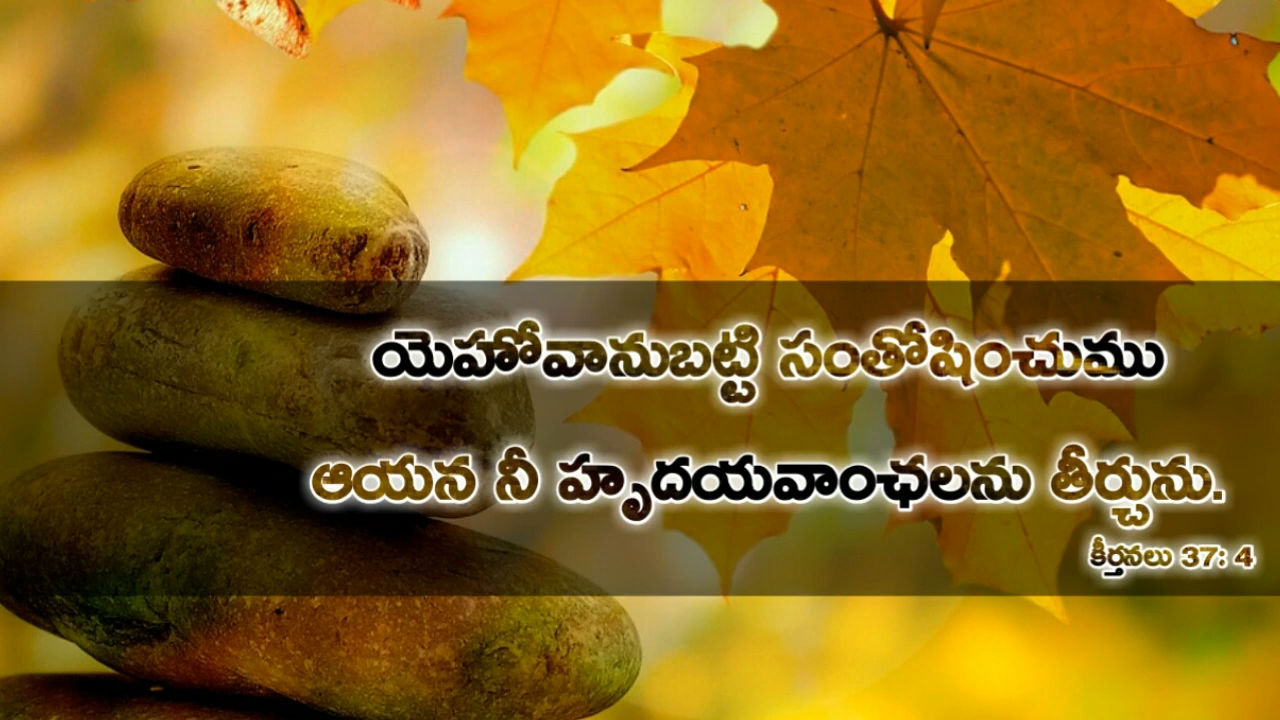 యెహోవానుబట్టి సంతోషించుము
ఆయన నీ హృదయవాంఛలను తీర్చును.
కీర్తనలు 37: 4